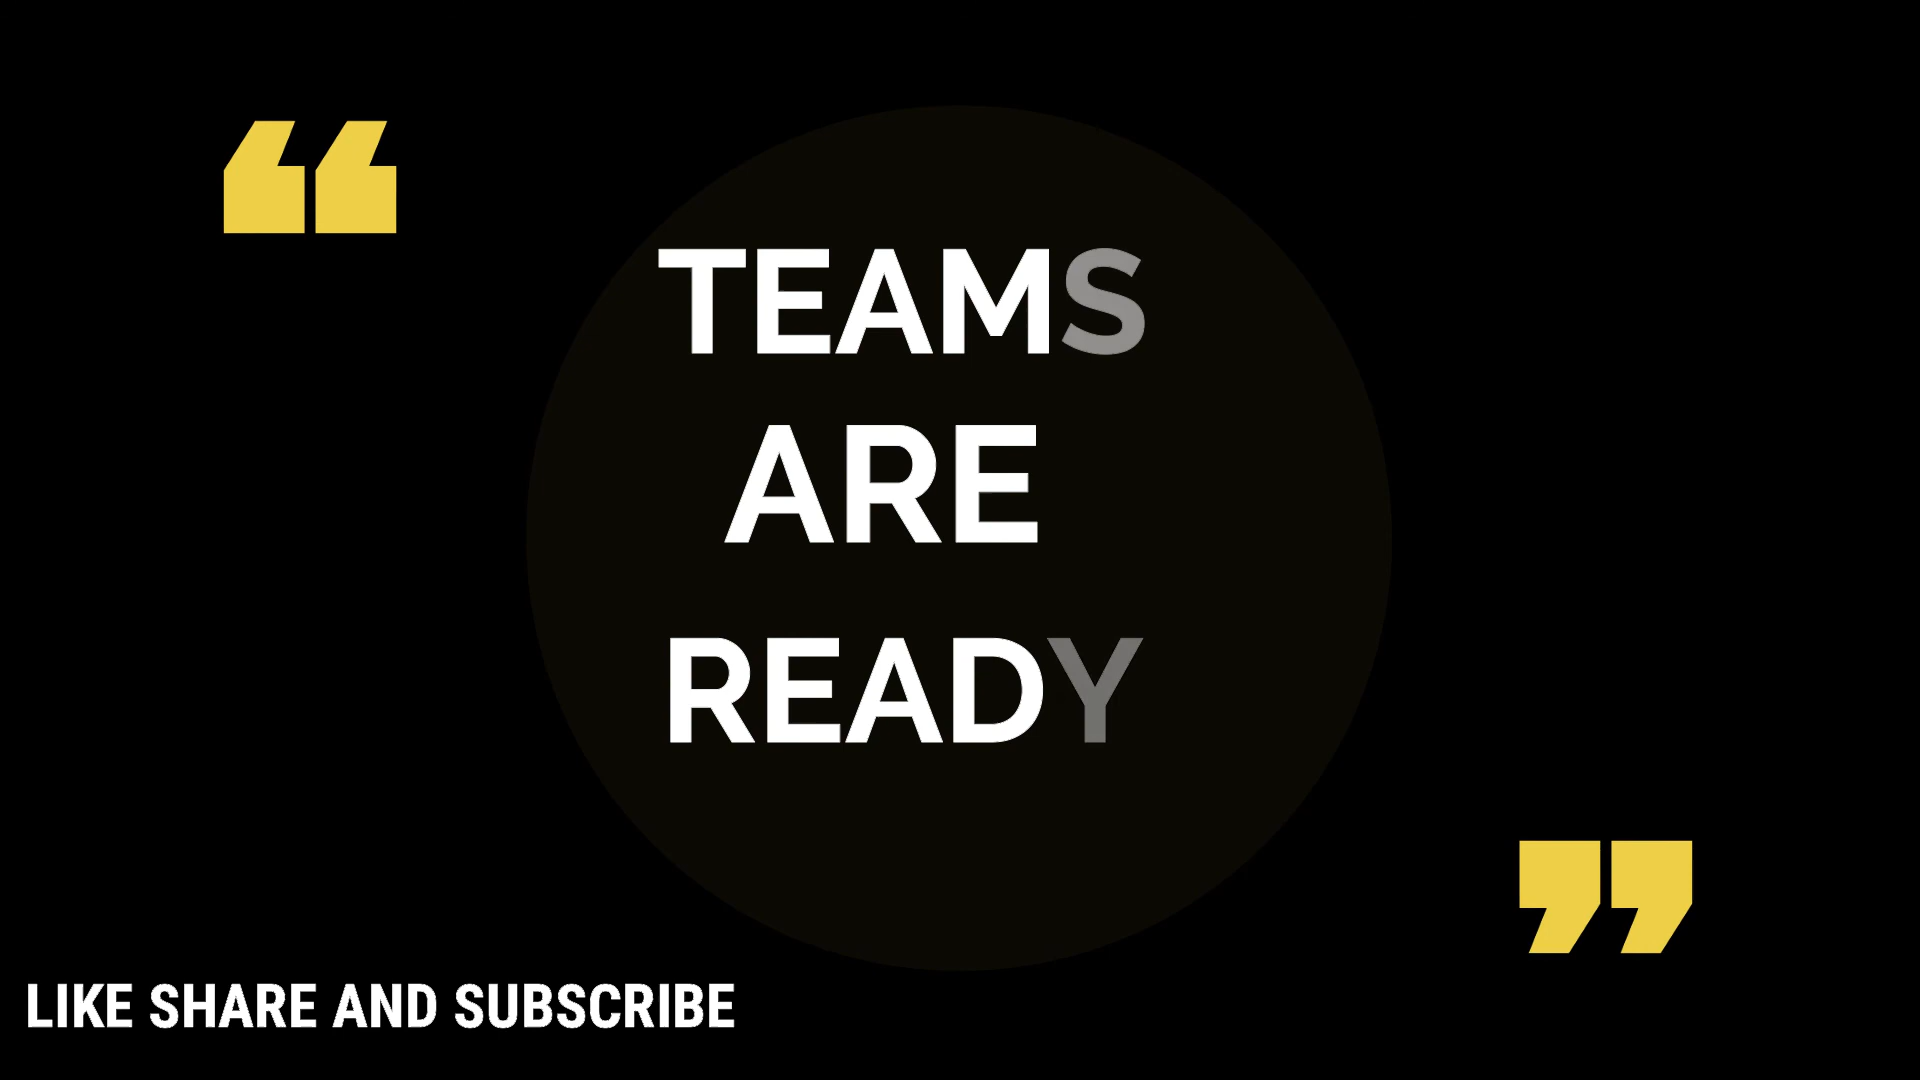 “
TEAMS
ARE
READY
”
LIKE SHARE AND SUBSCRIBE